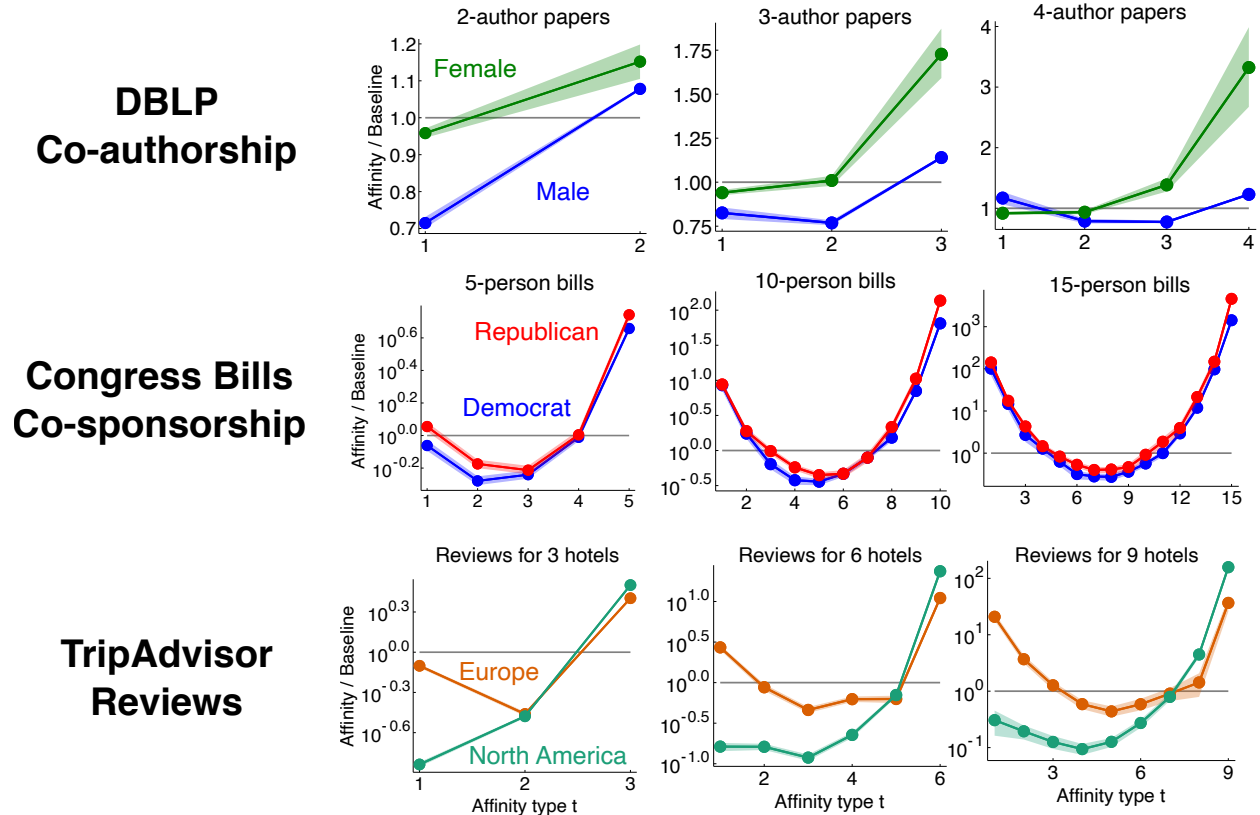 DBLP
Co-authorship
2-author papers
Affinity / Baseline
1.2
1.1
1.0
0.9
0.8
0.7
Female
Male
1
2
3-author papers
1.75
1.50
1.25
1.00
0.75
1
2
3
4-author papers
4
3
2
1
1
2
3
4
Congress Bills
Co-sponsorship
5-person bills
Affinity / Baseline
10^0.6
10^0.4
10^0.2
10^0.0
10^-0.2
Republican
Democrat
1
2
3
4
5
10-person bills
10^2.0
10^1.5
10^1.0
10^0.5
10^0.0
10^-0.5
2
4
6
8
10
15-person bills
10^3
10^2
10^1
10^0
3
6
9
12
15
TripAdvisor
Reviews
Reviews for 3 hotels
Affinity / Baseline
10^0.3
10^0.0
10^-0.3
10^-0.6
Europe
North America
1
2
3
Affinity type t
Reviews for 6 hotels
10^1.0
10^0.5
10^0.0
10^-0.5
10^-1.0
2
4
6
Affinity type t
Reviews for 9 hotels
10^2
10^1
10^0
10^-1
3
6
9
Affinity type t